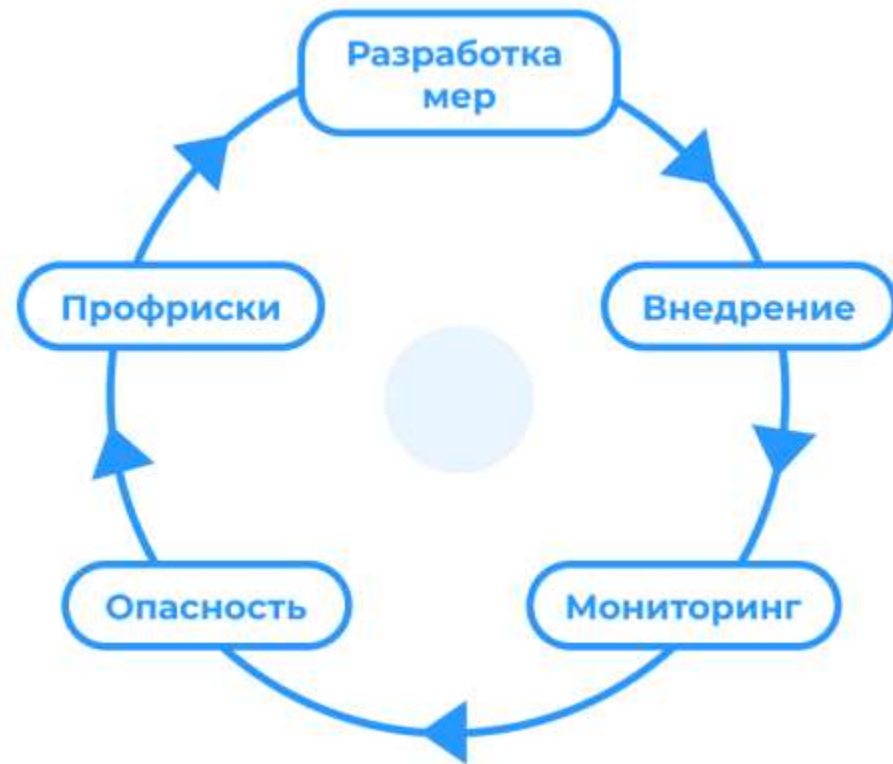 Разработка
мер
Профриски
Внедрение
Опасность
Мониторинг